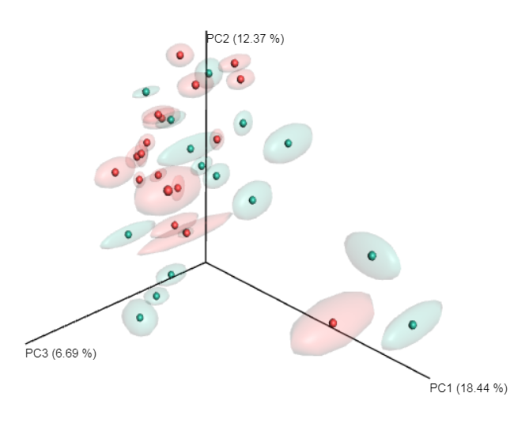 PC2 (12.37 %)
PC3 (6.69 %)
PC1 (18.44 %)